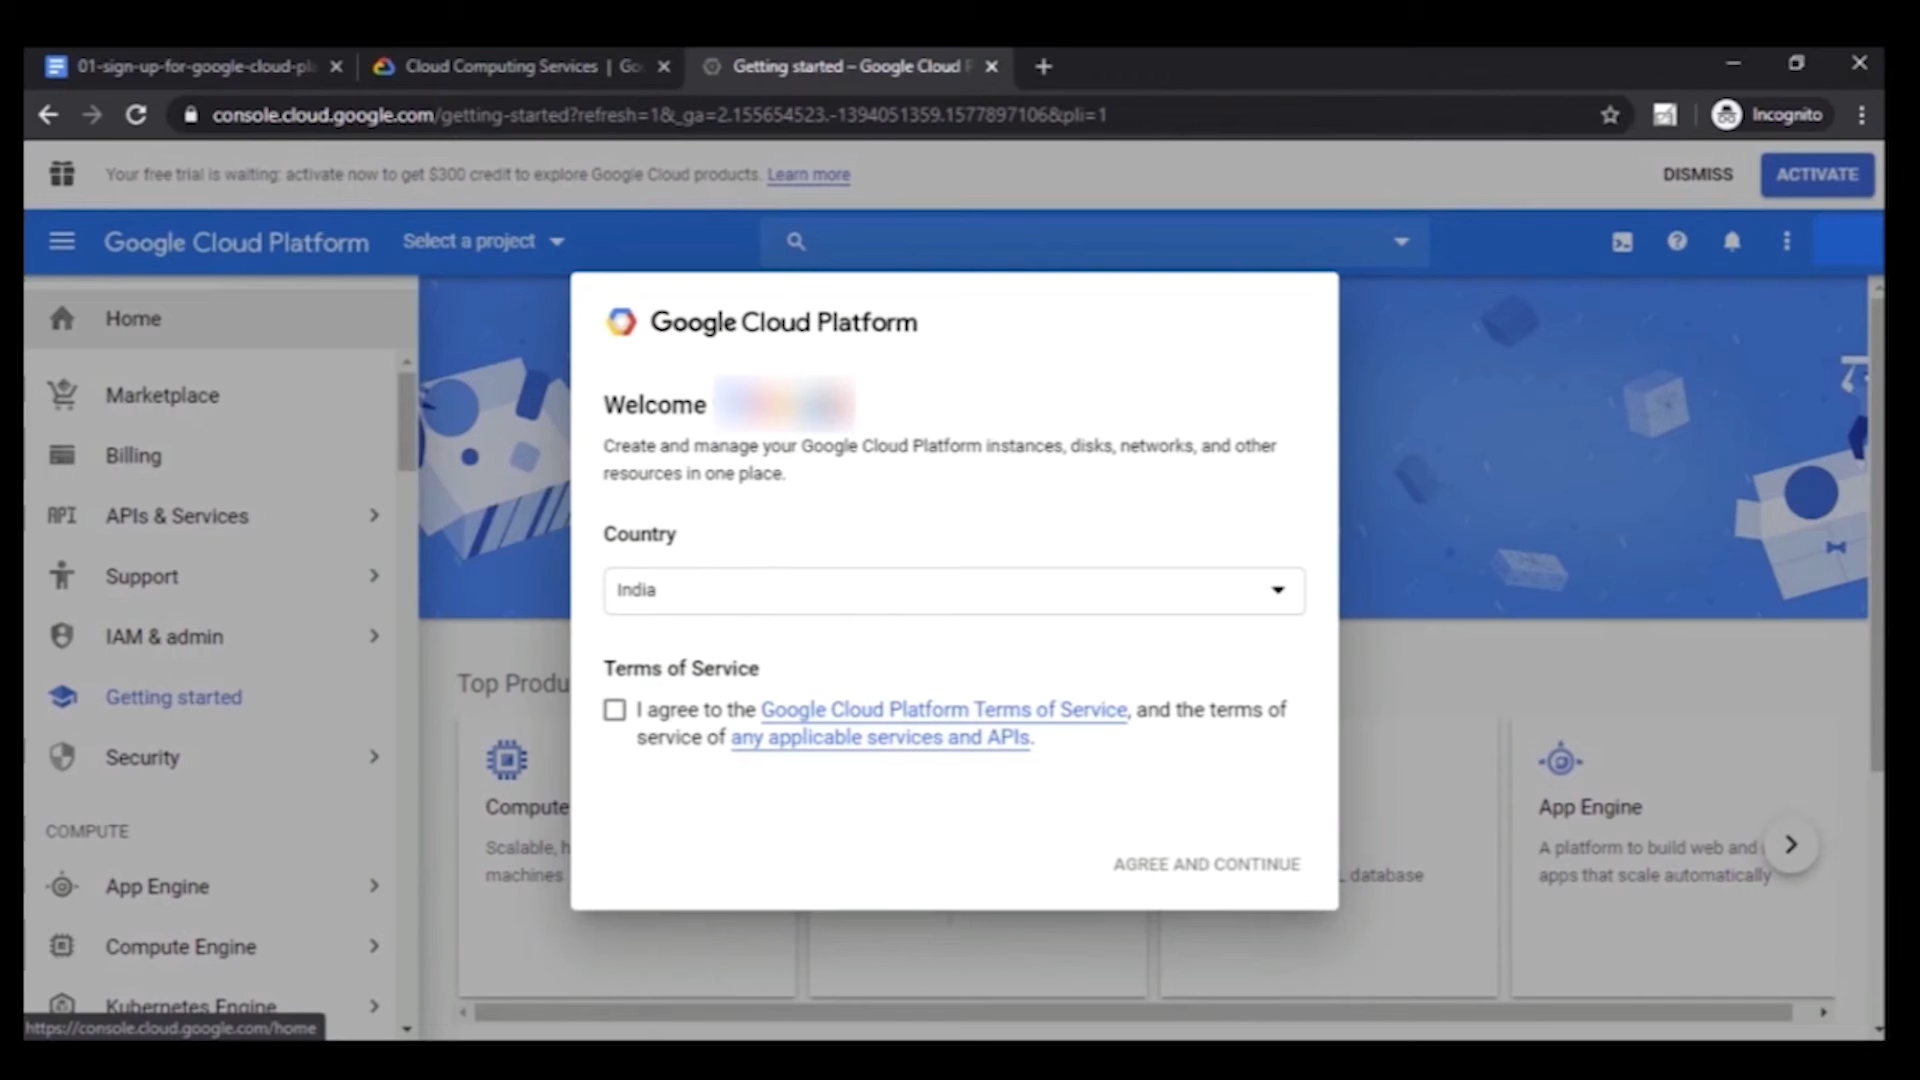 01-sign-up-for-google-cloud-pl
Cloud Computing Services | Go
Getting started – Google Cloud P
console.cloud.google.com/getting-started?refresh=1&_ga=2.155654523.-1394051359.1577897106&pli=1
Incognito
Your free trial is waiting: activate now to get $300 credit to explore Google Cloud products. Learn more
DISMISS
ACTIVATE
Google Cloud Platform
Select a project
Home
Marketplace
Billing
API
APIs & Services
Support
IAM & admin
Getting started
Security
COMPUTE
App Engine
Compute Engine
Kubernetes Engine
https://console.cloud.google.com/home
Google Cloud Platform
Welcome
Create and manage your Google Cloud Platform instances, disks, networks, and other
resources in one place.
Country
India
Terms of Service
I agree to the Google Cloud Platform Terms of Service, and the terms of
service of any applicable services and APIs.
AGREE AND CONTINUE
Top Produ
Compute
Scalable, h
machines
database
App Engine
A platform to build web and
apps that scale automatically